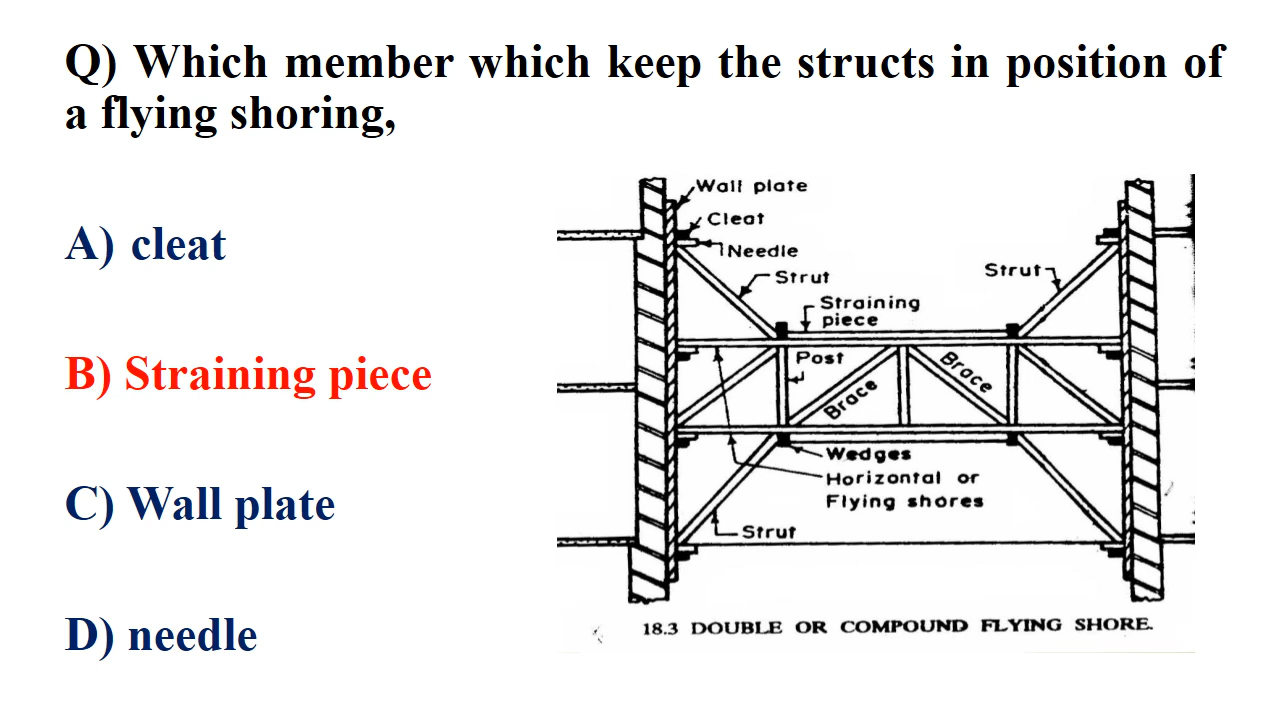 Q) Which member which keep the structs in position of
a flying shoring,
A) cleat
B) Straining piece
C) Wall plate
D) needle
Wall plate
Cleat
Needle
Strut
Strut
Straining
piece
Post
Brace
Brace
Wedges
Horizontal or
Flying shores
Strut
18.3 DOUBLE OR COMPOUND FLYING SHORE.